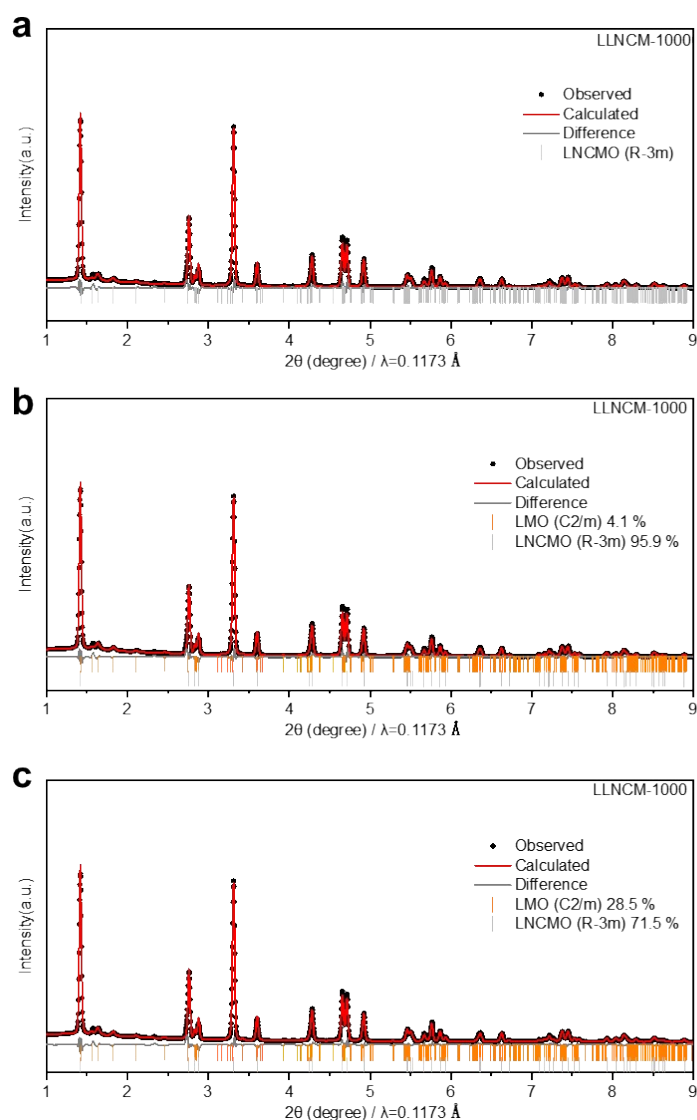 a
LLNCM-1000
Observed
Calculated
Difference
LNCMO (R-3m)
Intensity(a.u.)
1 2 3 4 5 6 7 8 9
2θ (degree) / λ=0.1173 Å
b
LLNCM-1000
Observed
Calculated
Difference
LMO (C2/m) 4.1 %
LNCMO (R-3m) 95.9 %
Intensity(a.u.)
1 2 3 4 5 6 7 8 9
2θ (degree) / λ=0.1173 Å
c
LLNCM-1000
Observed
Calculated
Difference
LMO (C2/m) 28.5 %
LNCMO (R-3m) 71.5 %
Intensity(a.u.)
1 2 3 4 5 6 7 8 9
2θ (degree) / λ=0.1173 Å